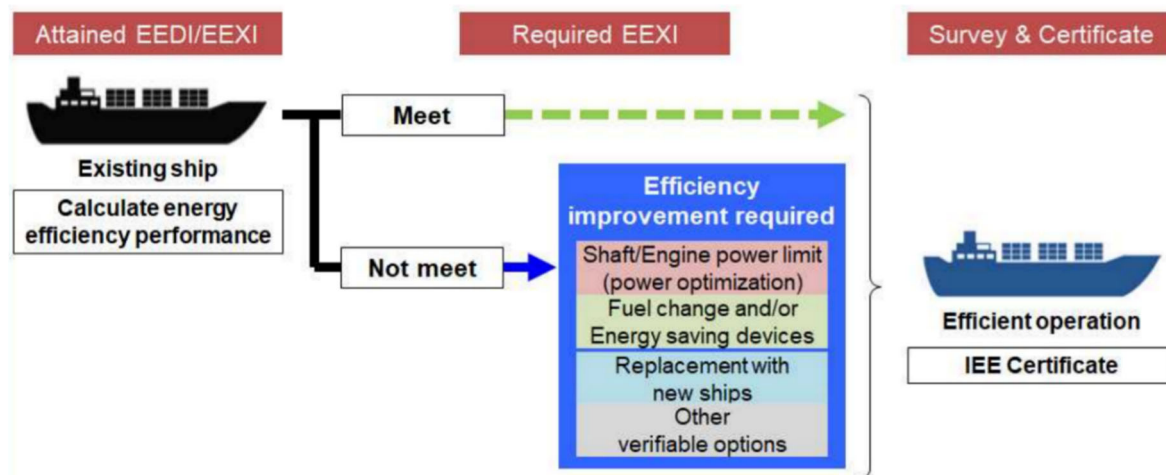 Attained EEDI/EEXI
Required EEXI
Survey & Certificate
Existing ship
Calculate energy
efficiency performance
Meet
Not meet
Efficiency
improvement required
Shaft/Engine power limit
(power optimization)
Fuel change and/or
Energy saving devices
Replacement with
new ships
Other
verifiable options
Efficient operation
IEE Certificate